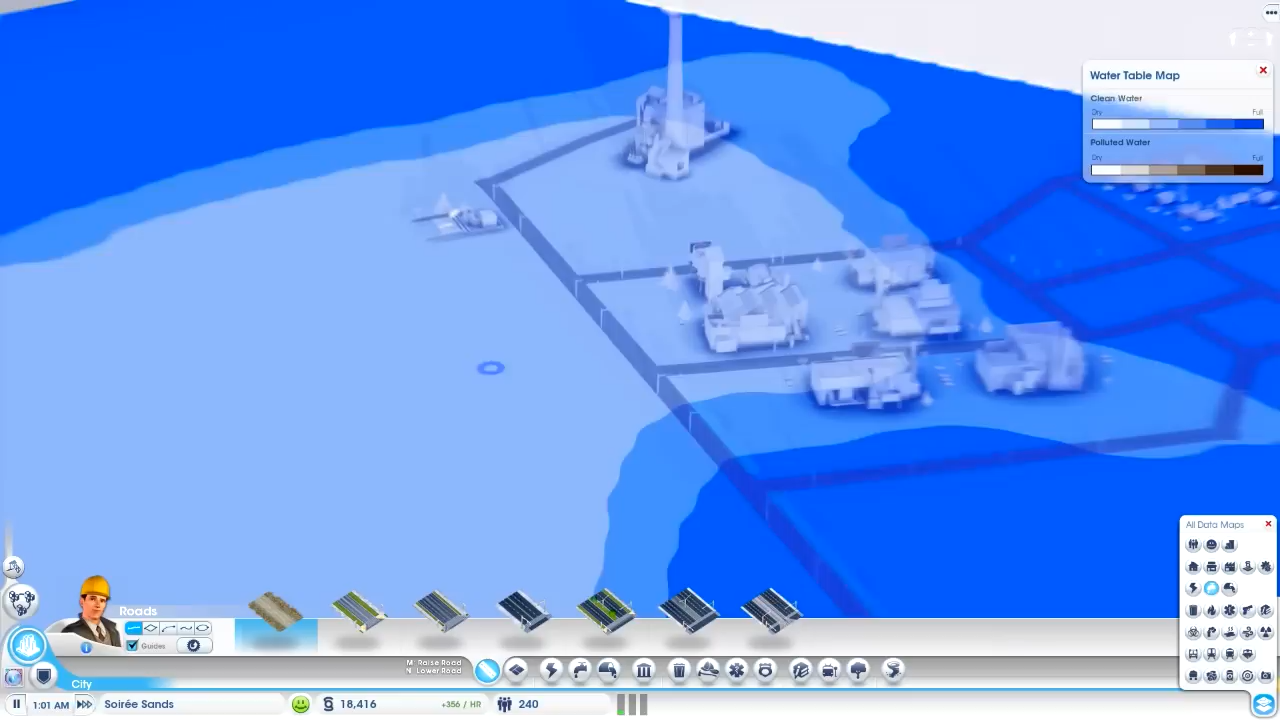 Water Table Map
Clean Water
Dry Full
Polluted Water
Dry Full
All Data Maps
Roads
Guides
M: Raise Road
N: Lower Road
City
1:01 AM
Soirée Sands
18,416
+356 / HR
240